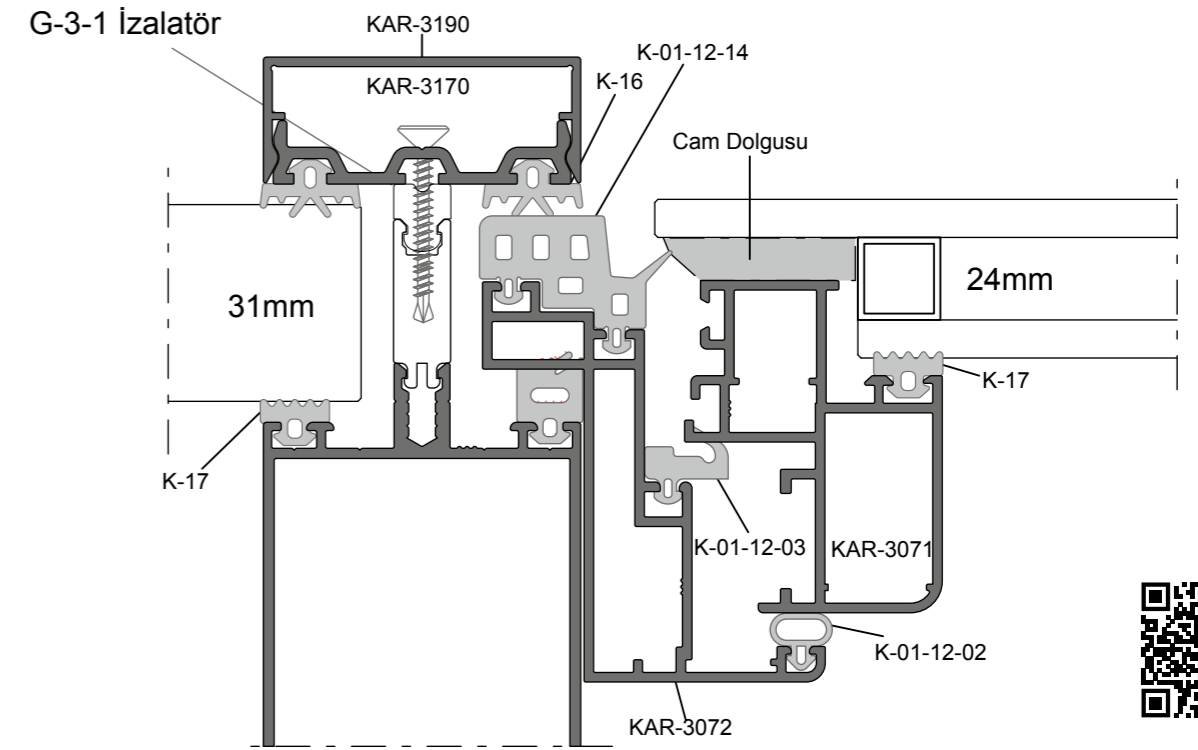 G-3-1 İzalatör
KAR-3190
K-01-12-14
KAR-3170
K-16
Cam Dolgusu
31mm
24mm
K-17
K-17
K-01-12-03
KAR-3071
K-01-12-02
KAR-3072